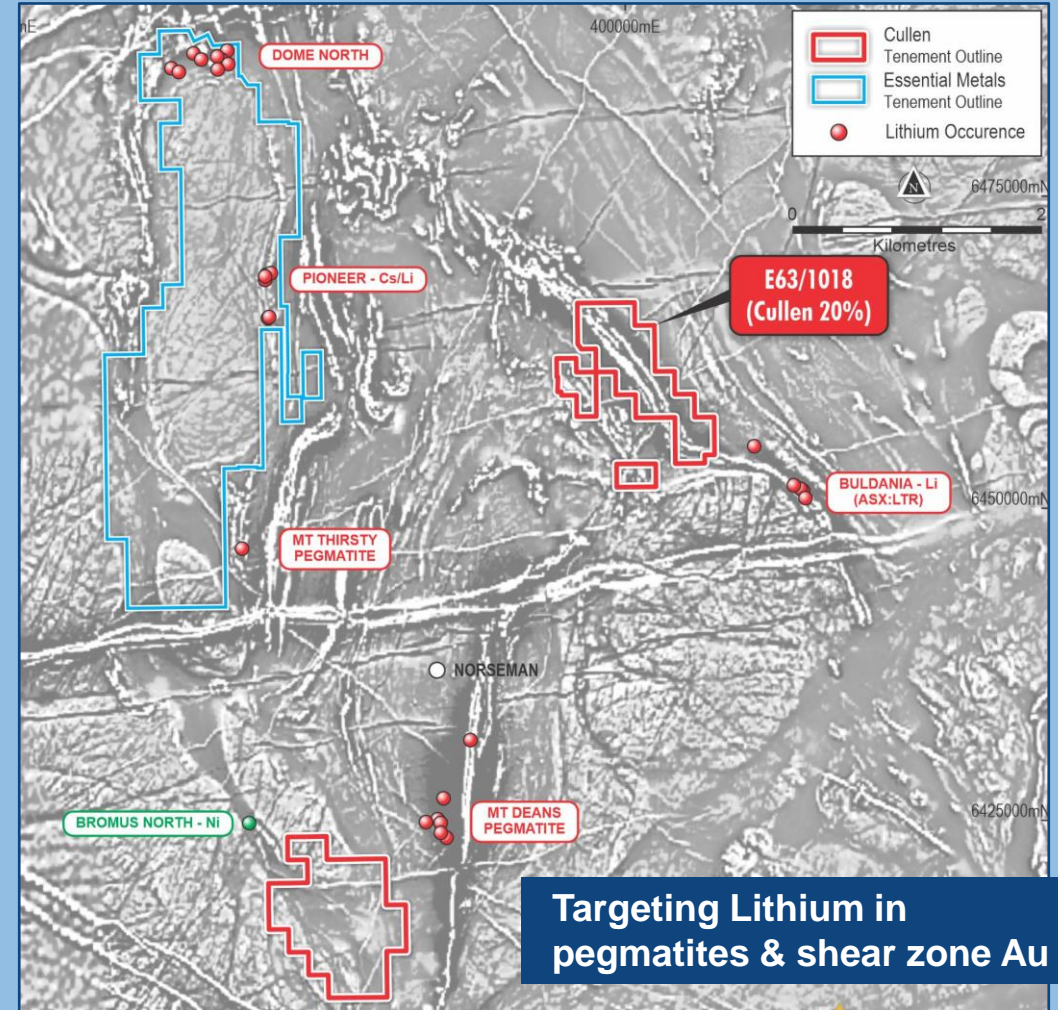 mE
400000mE
Cullen
Tenement Outline
Essential Metals
Tenement Outline
Lithium Occurence
DOME NORTH
N
6475000mN
0
2
Kilometres
PIONEER - Cs/Li
E63/1018
(Cullen 20%)
BULDANIA - Li
(ASX:LTR)
6450000mN
MT THIRSTY
PEGMATITE
NORSEMAN
BROMUS NORTH - Ni
MT DEANS
PEGMATITE
6425000mN
Targeting Lithium in
pegmatites & shear zone Au